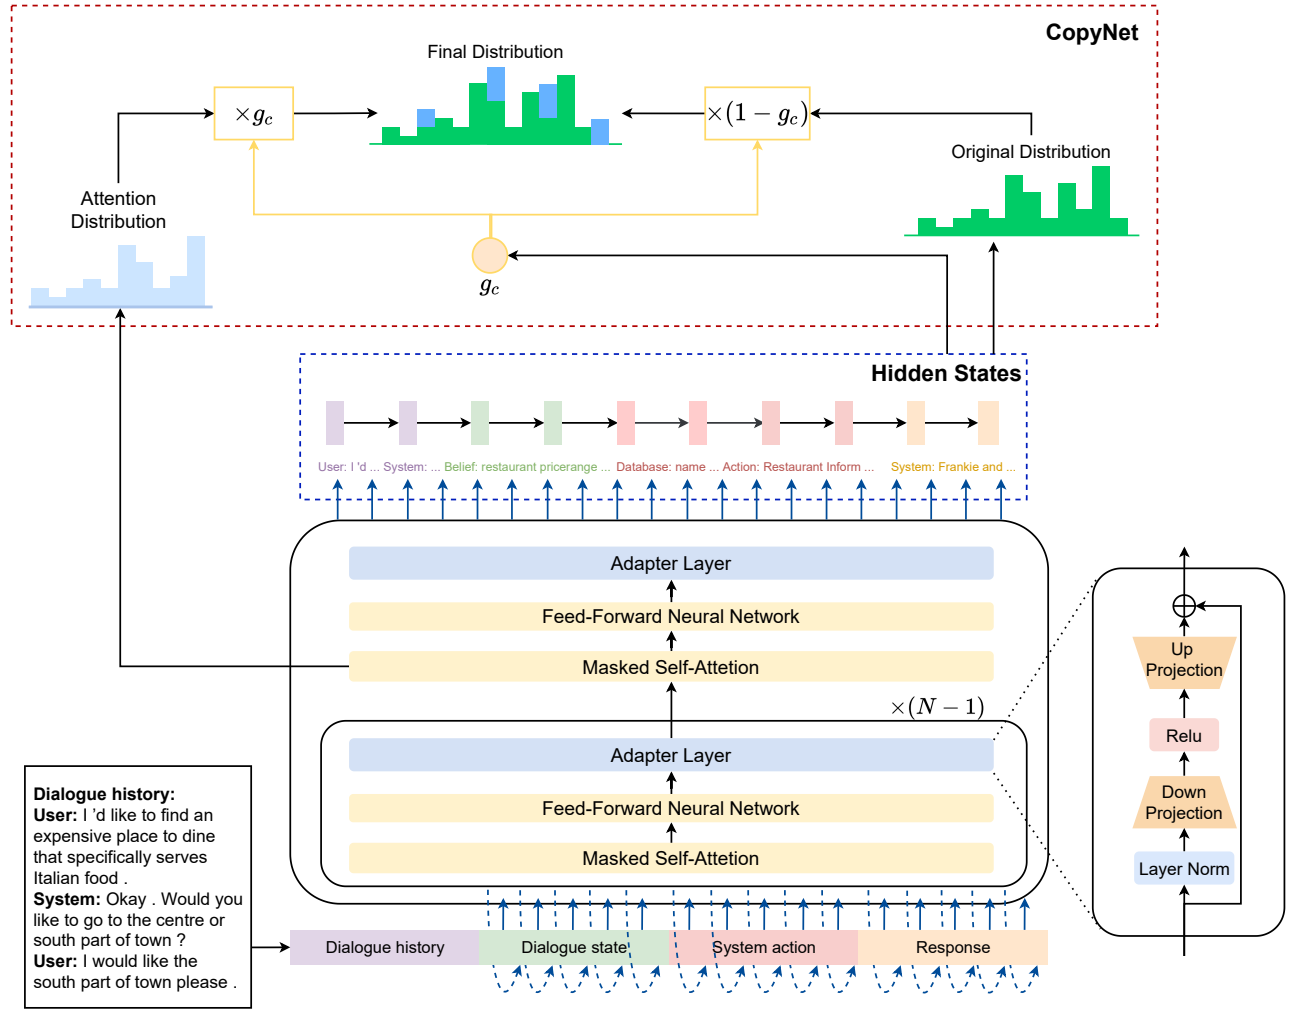 CopyNet
Final Distribution
×g_c
×(1 − g_c)
Original Distribution
Attention
Distribution
g_c
Hidden States
User: I 'd ... System: ... Belief: restaurant pricerange ... Database: name ... Action: Restaurant Inform ... System: Frankie and ...
Adapter Layer
Feed-Forward Neural Network
Masked Self-Attetion
×(N − 1)
Adapter Layer
Feed-Forward Neural Network
Masked Self-Attetion
Up
Projection
Relu
Down
Projection
Layer Norm
Dialogue history:
User: I 'd like to find an
expensive place to dine
that specifically serves
Italian food .
System: Okay . Would you
like to go to the centre or
south part of town ?
User: I would like the
south part of town please .
Dialogue history
Dialogue state
System action
Response